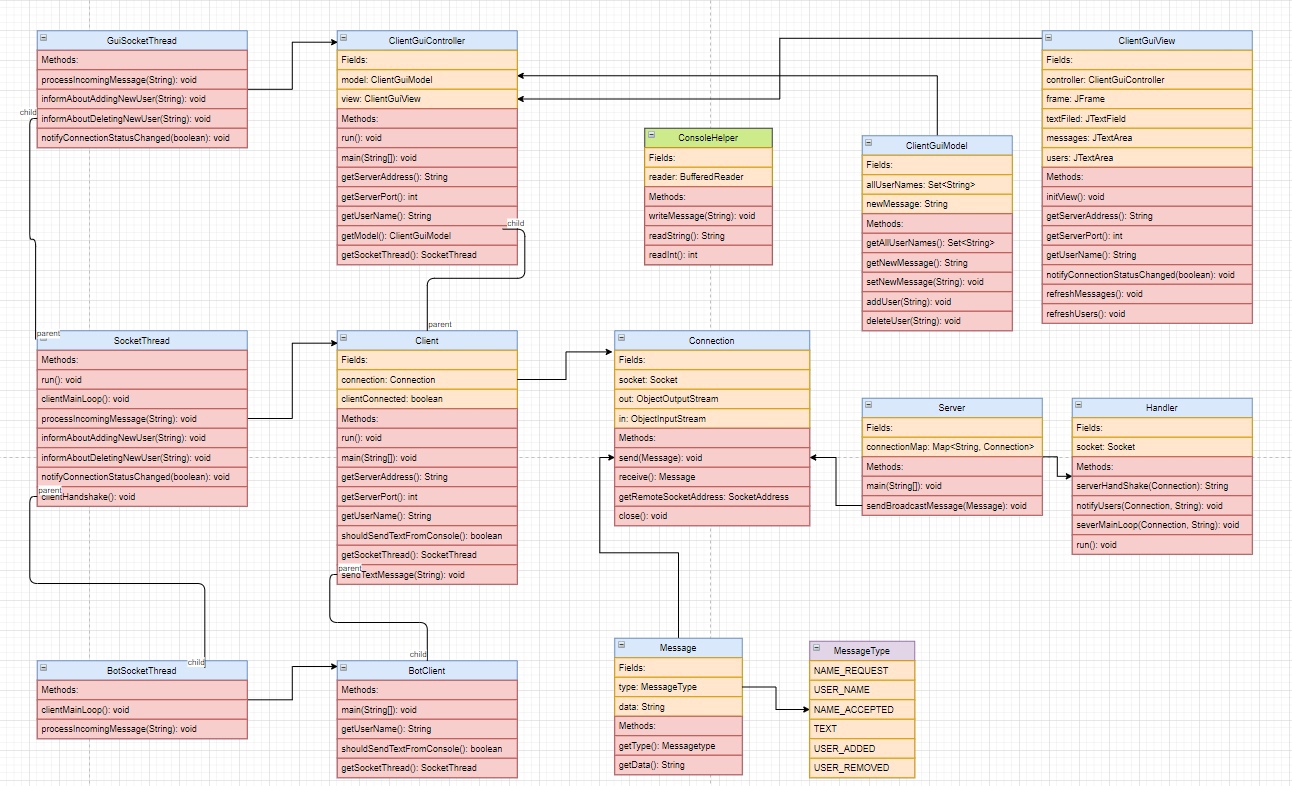 GuiSocketThread
Methods:
processIncomingMessage(String): void
informAboutAddingNewUser(String): void
informAboutDeletingNewUser(String): void
notifyConnectionStatusChanged(boolean): void
child
ClientGuiController
Fields:
model: ClientGuiModel
view: ClientGuiView
Methods:
run(): void
main(String[]): void
getServerAddress(): String
getServerPort(): int
getUserName(): String
getModel(): ClientGuiModel
getSocketThread(): SocketThread
child
ConsoleHelper
Fields:
reader: BufferedReader
Methods:
writeMessage(String): void
readString(): String
readInt(): int
ClientGuiModel
Fields:
allUserNames: Set<String>
newMessage: String
Methods:
getAllUserNames(): Set<String>
getNewMessage(): String
setNewMessage(String): void
addUser(String): void
deleteUser(String): void
ClientGuiView
Fields:
controller: ClientGuiController
frame: JFrame
textFiled: JTextField
messages: JTextArea
users: JTextArea
Methods:
initView(): void
getServerAddress(): String
getServerPort(): int
getUserName(): String
notifyConnectionStatusChanged(boolean): void
refreshMessages(): void
refreshUsers(): void
parent
SocketThread
Methods:
run(): void
clientMainLoop(): void
processIncomingMessage(String): void
informAboutAddingNewUser(String): void
informAboutDeletingNewUser(String): void
notifyConnectionStatusChanged(boolean): void
parent
clientHandshake(): void
parent
Client
Fields:
connection: Connection
clientConnected: boolean
Methods:
run(): void
main(String[]): void
getServerAddress(): String
getServerPort(): int
getUserName(): String
shouldSendTextFromConsole(): boolean
getSocketThread(): SocketThread
parent
sendTextMessage(String): void
Connection
Fields:
socket: Socket
out: ObjectOutputStream
in: ObjectInputStream
Methods:
send(Message): void
receive(): Message
getRemoteSocketAddress: SocketAddress
close(): void
Server
Fields:
connectionMap: Map<String, Connection>
Methods:
main(String[]): void
sendBroadcastMessage(Message): void
Handler
Fields:
socket: Socket
Methods:
serverHandShake(Connection): String
notifyUsers(Connection, String): void
severMainLoop(Connection, String): void
run(): void
child
BotSocketThread
Methods:
clientMainLoop(): void
processIncomingMessage(String): void
child
BotClient
Methods:
main(String[]): void
getUserName(): String
shouldSendTextFromConsole(): boolean
getSocketThread(): SocketThread
Message
Fields:
type: MessageType
data: String
Methods:
getType(): Messagetype
getData(): String
MessageType
NAME_REQUEST
USER_NAME
NAME_ACCEPTED
TEXT
USER_ADDED
USER_REMOVED